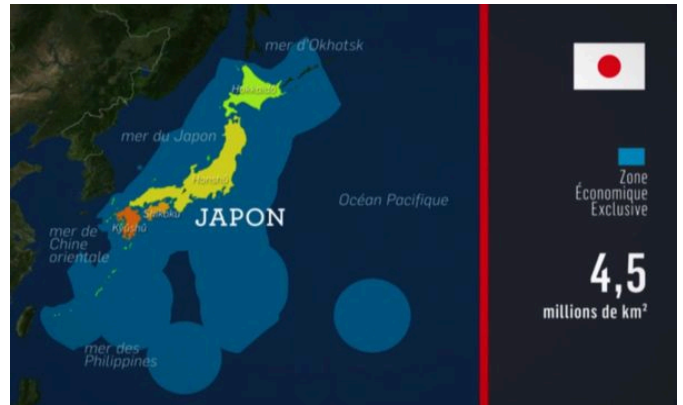 mer d'Okhotsk
Hokkaidō
mer du Japon
Honshū
Zone
Économique
Exclusive
Océan Pacifique
Shikoku
JAPON
Kyūshū
mer de
Chine
orientale
4,5
millions de km²
mer des
Philippines